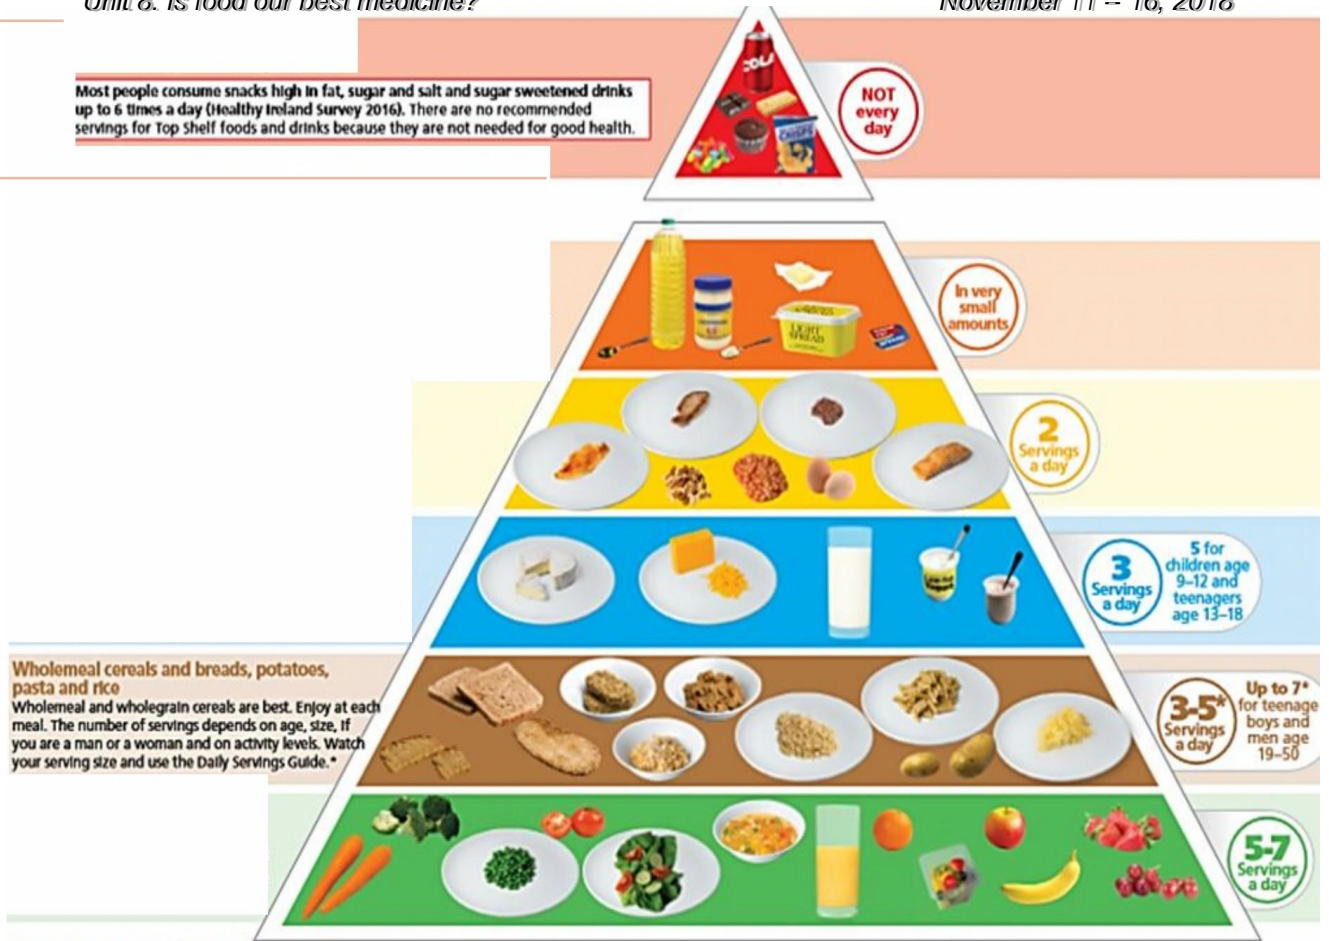 Unit 8: Is food our best medicine?
November 11 – 16, 2018
Most people consume snacks high in fat, sugar and salt and sugar sweetened drinks
up to 6 times a day (Healthy Ireland Survey 2016). There are no recommended
servings for Top Shelf foods and drinks because they are not needed for good health.
COLA
CRISPS
NOT
every
day
LIGHT
SPREAD
In very
small
amounts
2
Servings
a day
3
Servings
a day
5 for
children age
9–12 and
teenagers
age 13–18
Wholemeal cereals and breads, potatoes,
pasta and rice
Wholemeal and wholegrain cereals are best. Enjoy at each
meal. The number of servings depends on age, size, if
you are a man or a woman and on activity levels. Watch
your serving size and use the Daily Servings Guide.*
3-5*
Servings
a day
Up to 7*
for teenage
boys and
men age
19–50
5-7
Servings
a day